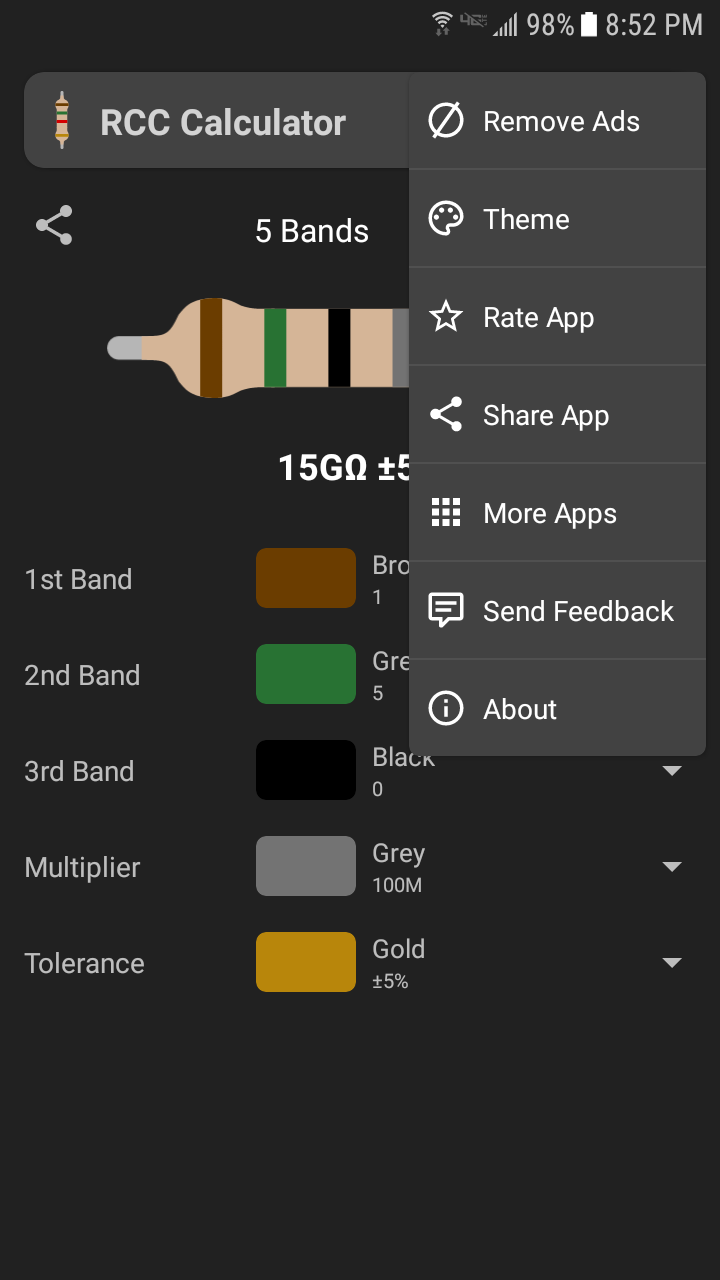 98% 8:52 PM
RCC Calculator
Remove Ads
Theme
5 Bands
Rate App
Share App
15GΩ ±5
More Apps
1st Band
Bro
1
Send Feedback
2nd Band
Gre
5
About
3rd Band
Black
0
Multiplier
Grey
100M
Tolerance
Gold
±5%